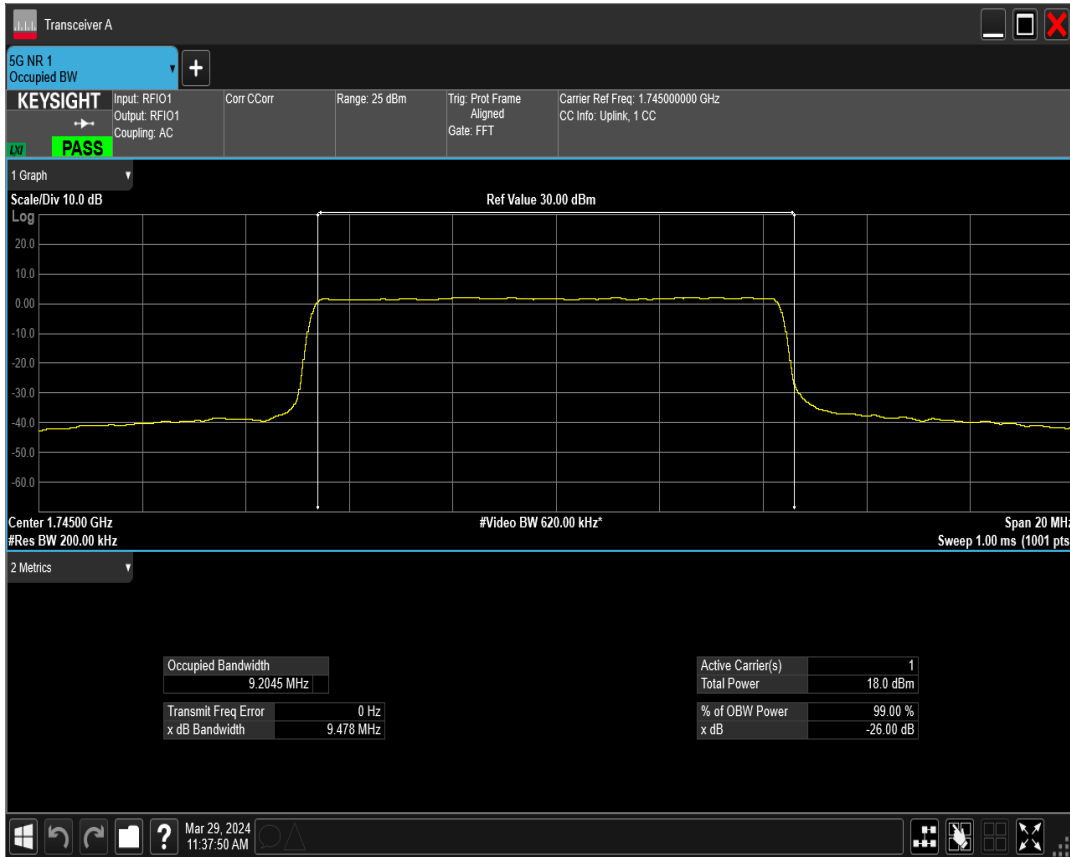 Transceiver A
5G NR 1
Occupied BW
+
KEYSIGHT
LXI
PASS
Input: RFIO1
Output: RFIO1
Coupling: AC
Corr CCorr
Range: 25 dBm
Trig: Prot Frame
Aligned
Gate: FFT
Carrier Ref Freq: 1.745000000 GHz
CC Info: Uplink, 1 CC
1 Graph
Scale/Div 10.0 dB
Ref Value 30.00 dBm
Log
20.0
10.0
0.00
-10.0
-20.0
-30.0
-40.0
-50.0
-60.0
Center 1.74500 GHz
#Video BW 620.00 kHz*
Span 20 MHz
#Res BW 200.00 kHz
Sweep 1.00 ms (1001 pts
2 Metrics
Occupied Bandwidth
9.2045 MHz
Transmit Freq Error 0 Hz
x dB Bandwidth 9.478 MHz
Active Carrier(s) 1
Total Power 18.0 dBm
% of OBW Power 99.00 %
x dB -26.00 dB
?
Mar 29, 2024
11:37:50 AM